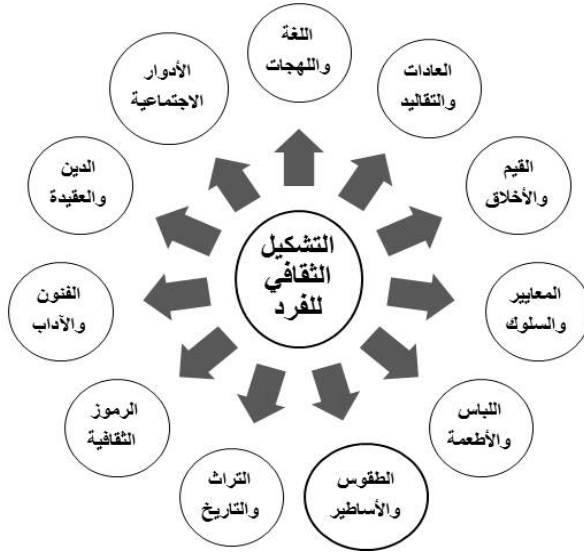 التشكيل
الثقافي
للفرد
اللغة
واللهجات
العادات
والتقاليد
القيم
والأخلاق
المعايير
والسلوك
اللباس
والأطعمة
الطقوس
والأساطير
التراث
والتاريخ
الرموز
الثقافية
الفنون
والآداب
الدين
والعقيدة
الأدوار
الاجتماعية